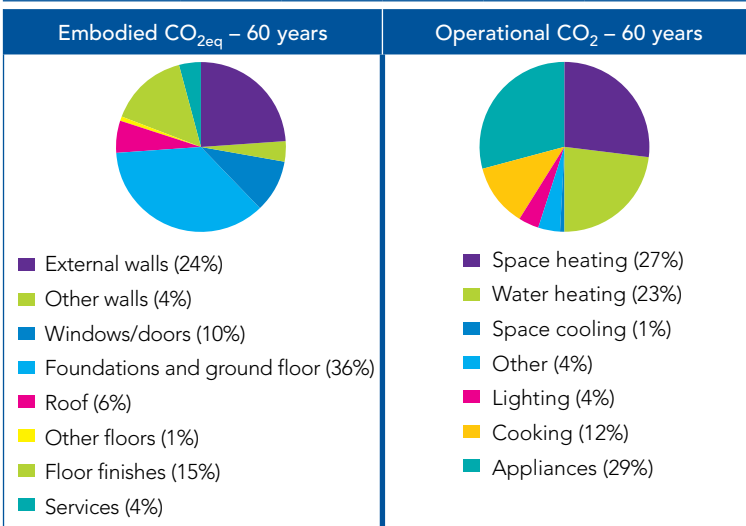 Embodied CO2eq – 60 years
External walls (24%)
Other walls (4%)
Windows/doors (10%)
Foundations and ground floor (36%)
Roof (6%)
Other floors (1%)
Floor finishes (15%)
Services (4%)
Operational CO2 – 60 years
Space heating (27%)
Water heating (23%)
Space cooling (1%)
Other (4%)
Lighting (4%)
Cooking (12%)
Appliances (29%)